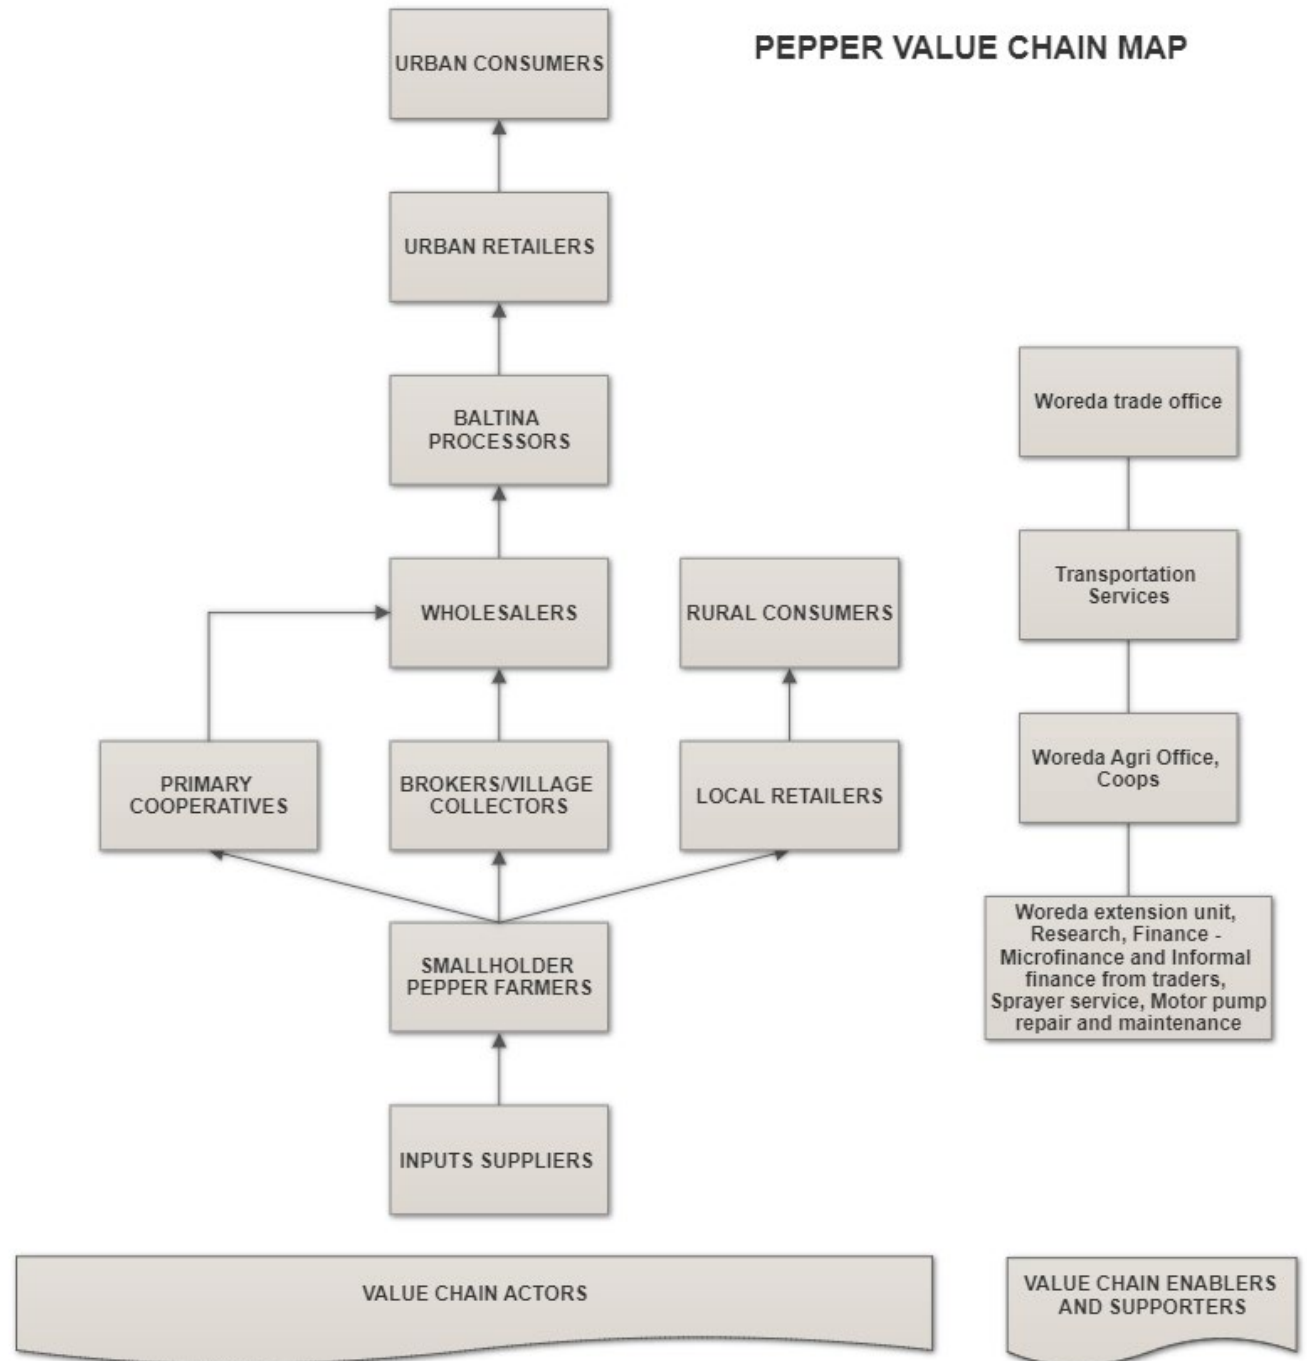 PEPPER VALUE CHAIN MAP
URBAN CONSUMERS
URBAN RETAILERS
BALTINA
PROCESSORS
WHOLESALERS
RURAL CONSUMERS
PRIMARY
COOPERATIVES
BROKERS/VILLAGE
COLLECTORS
LOCAL RETAILERS
SMALLHOLDER
PEPPER FARMERS
INPUTS SUPPLIERS
VALUE CHAIN ACTORS
Woreda trade office
Transportation
Services
Woreda Agri Office,
Coops
Woreda extension unit,
Research, Finance -
Microfinance and Informal
finance from traders,
Sprayer service, Motor pump
repair and maintenance
VALUE CHAIN ENABLERS
AND SUPPORTERS